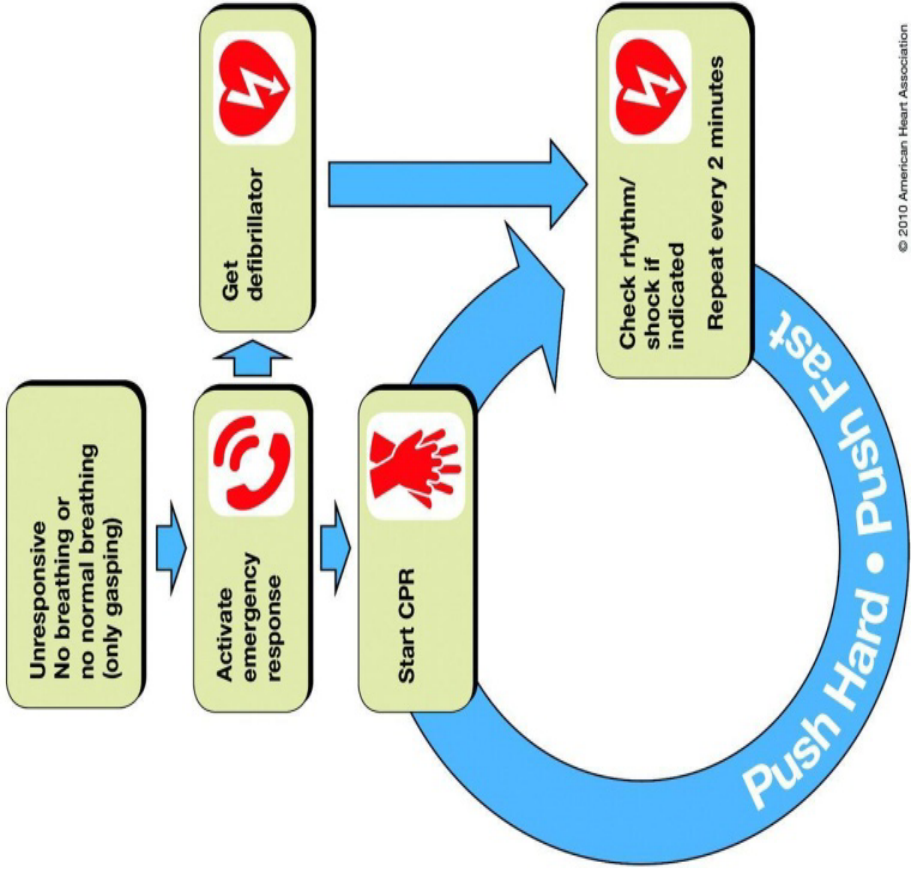 Unresponsive
No breathing or
no normal breathing
(only gasping)
Activate
emergency
response
Get
defibrillator
Start CPR
Check rhythm/
shock if
indicated
Repeat every 2 minutes
Push Hard • Push Fast
© 2010 American Heart Association